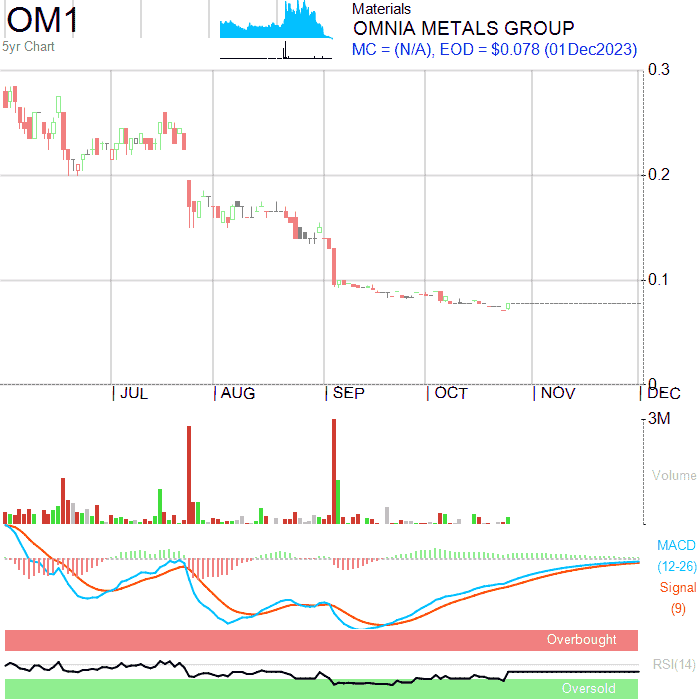 OM1
5yr Chart
Materials
OMNIA METALS GROUP
MC = (N/A), EOD = $0.078 (01Dec2023)
0.3
0.2
0.1
0
JUL
AUG
SEP
OCT
NOV
DEC
3M
Volume
MACD
(12-26)
Signal
(9)
Overbought
RSI(14)
Oversold